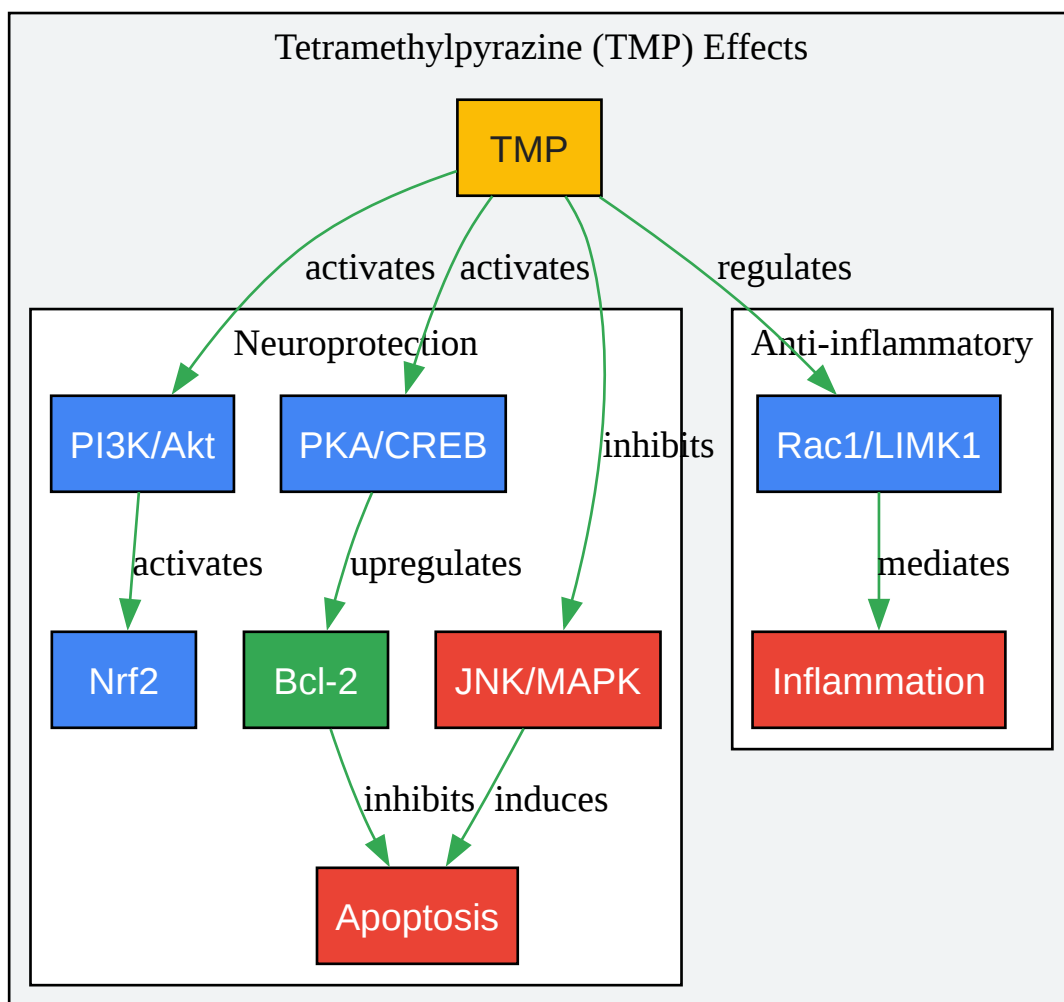 Tetramethylpyrazine (TMP) Effects
TMP
activates
activates
regulates
Neuroprotection
Anti-inflammatory
PI3K/Akt
PKA/CREB
inhibits
Rac1/LIMK1
activates
upregulates
mediates
Nrf2
Bcl-2
JNK/MAPK
Inflammation
inhibits
induces
Apoptosis